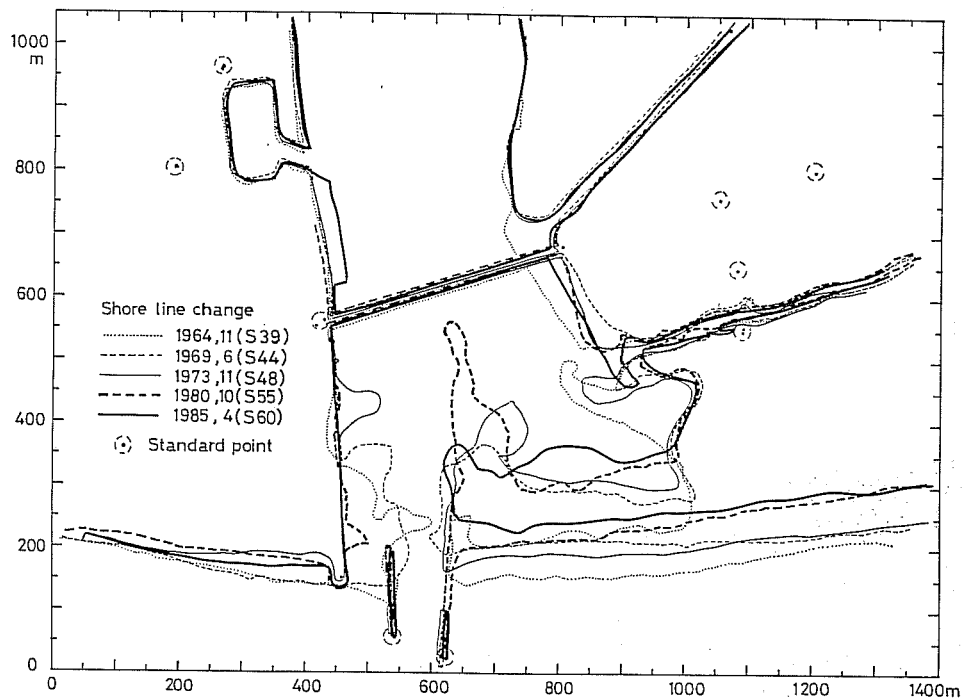 1000
m
800
600
Shore line change
1964,11(S39)
1969,6(S44)
1973,11(S48)
1980,10(S55)
1985,4(S60)
Standard point
400
200
0
0 200 400 600 800 1000 1200 1400m